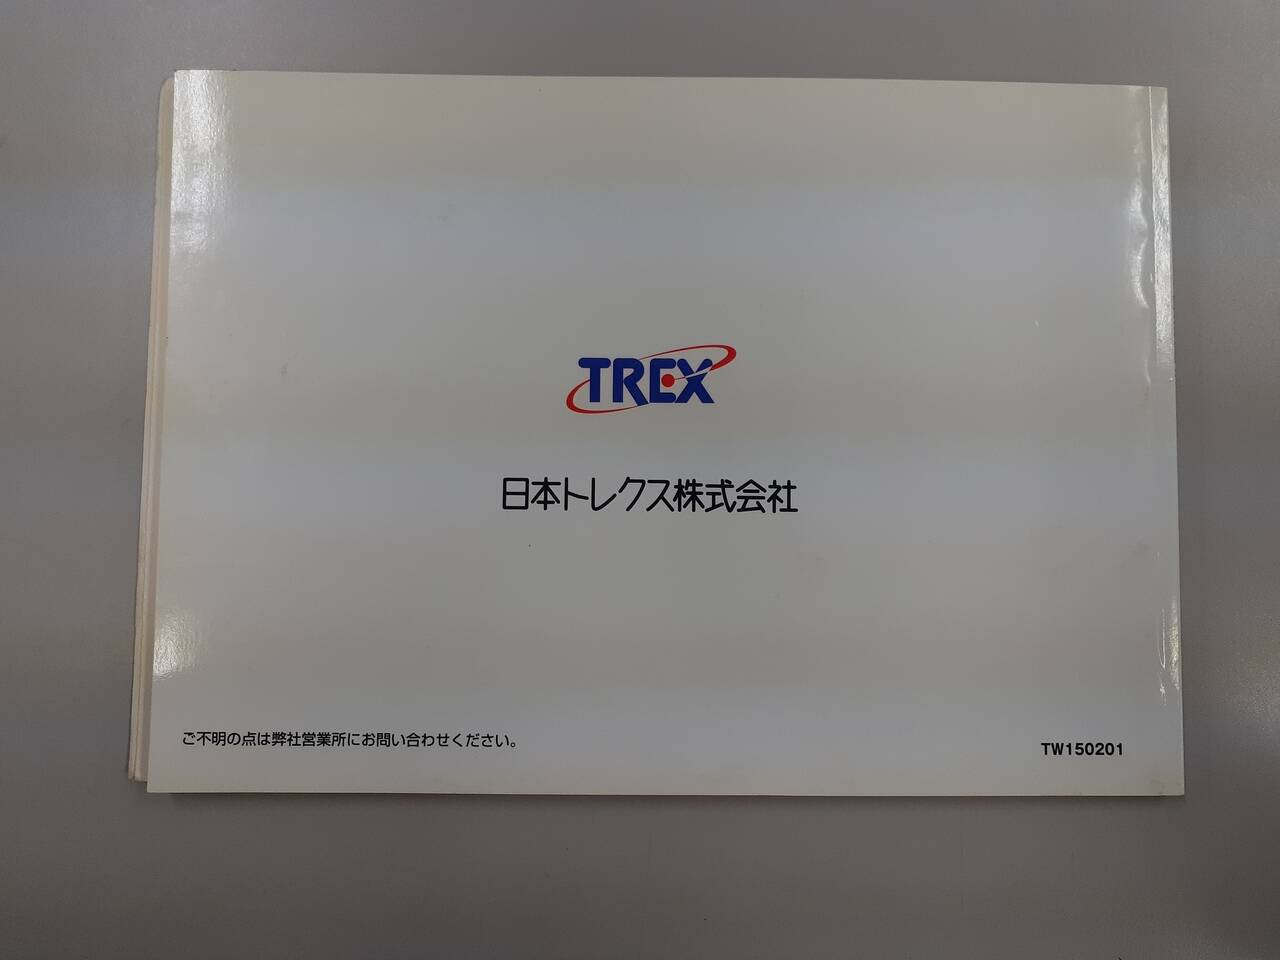 TREX
日本トレクス株式会社
ご不明の点は弊社営業所にお問い合わせください。
TW150201